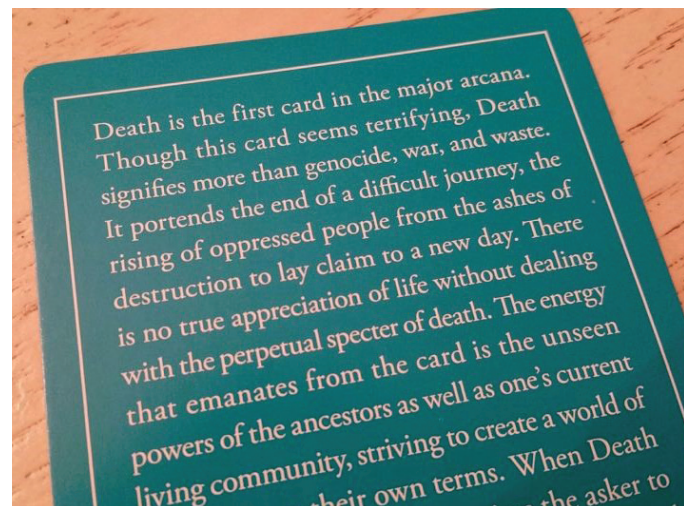 Death is the first card in the major arcana.
Though this card seems terrifying, Death
signifies more than genocide, war, and waste.
It portends the end of a difficult journey, the
rising of oppressed people from the ashes of
destruction to lay claim to a new day. There
is no true appreciation of life without dealing
with the perpetual specter of death. The energy
that emanates from the card is the unseen
powers of the ancestors as well as one's current
living community, striving to create a world of
their own terms. When Death
the asker to